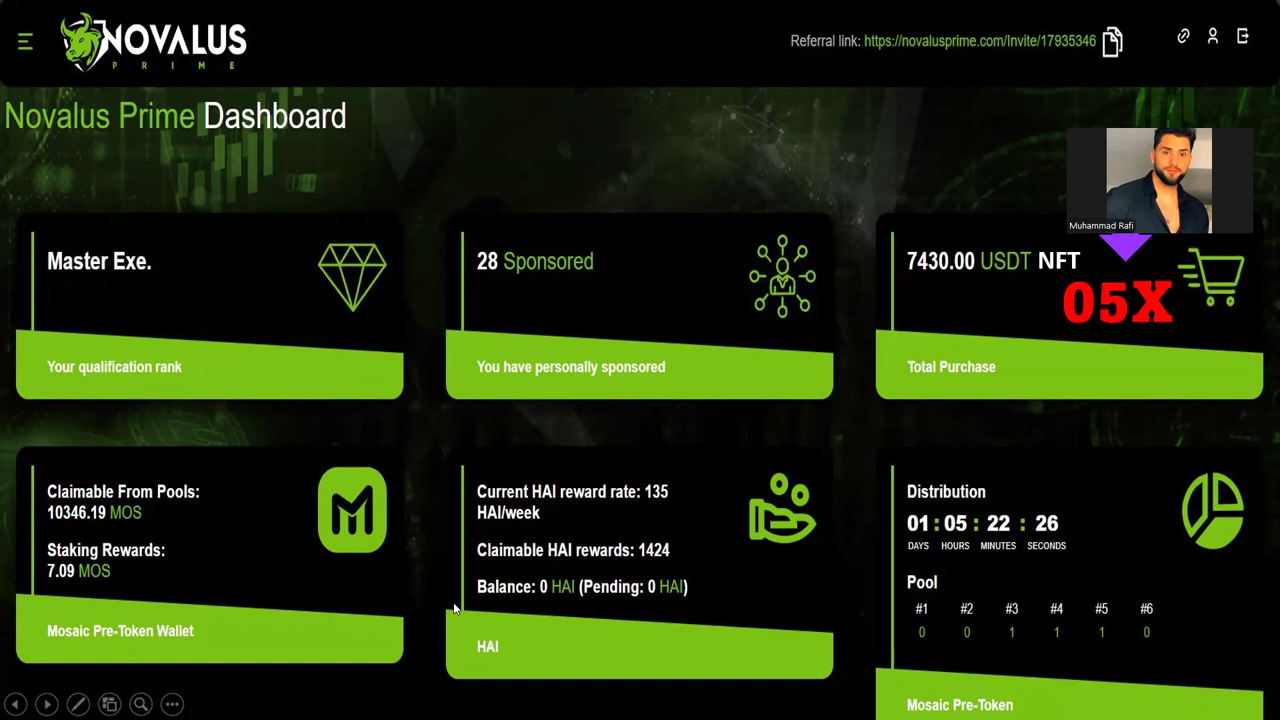 NOVALUS
PRIME
Referral link: https://novalusprime.com/Invite/17935346
Novalus Prime Dashboard
Muhammad Rafi
Master Exe.
Your qualification rank
28 Sponsored
You have personally sponsored
7430.00 USDT NFT
05X
Total Purchase
Claimable From Pools:
10346.19 MOS
Staking Rewards:
7.09 MOS
Mosaic Pre-Token Wallet
Current HAI reward rate: 135
HAI/week
Claimable HAI rewards: 1424
Balance: 0 HAI (Pending: 0 HAI)
HAI
Distribution
01 : 05 : 22 : 26
DAYS HOURS MINUTES SECONDS
Pool
#1 #2 #3 #4 #5 #6
0 0 1 1 1 0
Mosaic Pre-Token